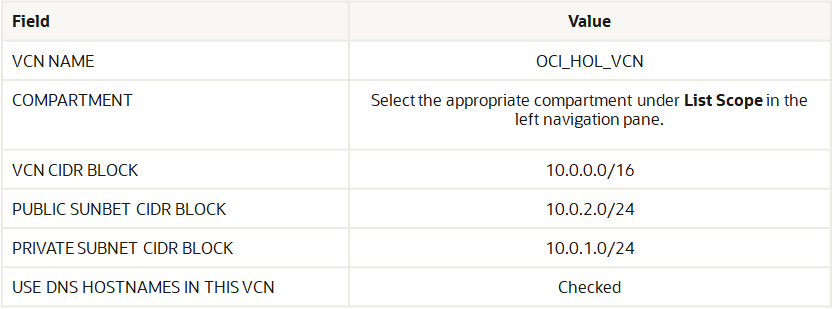 Field Value
VCN NAME OCI_HOL_VCN
COMPARTMENT Select the appropriate compartment under List Scope in the
left navigation pane.
VCN CIDR BLOCK 10.0.0.0/16
PUBLIC SUNBET CIDR BLOCK 10.0.2.0/24
PRIVATE SUBNET CIDR BLOCK 10.0.1.0/24
USE DNS HOSTNAMES IN THIS VCN Checked